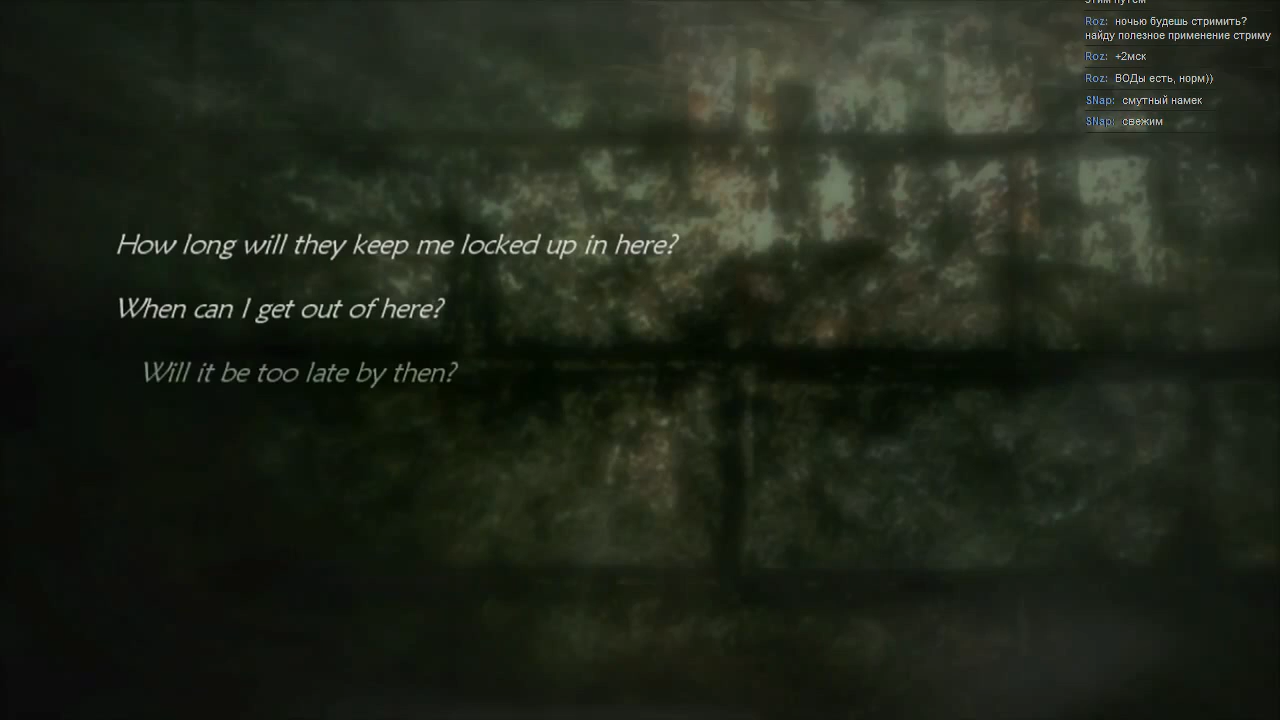 How long will they keep me locked up in here?
When can I get out of here?
Will it be too late by then?
этим путём
Roz: ночью будешь стримить?
найду полезное применение стриму
Roz: +2мск
Roz: ВОДы есть, норм))
SNap: смутный намек
SNap: свежим